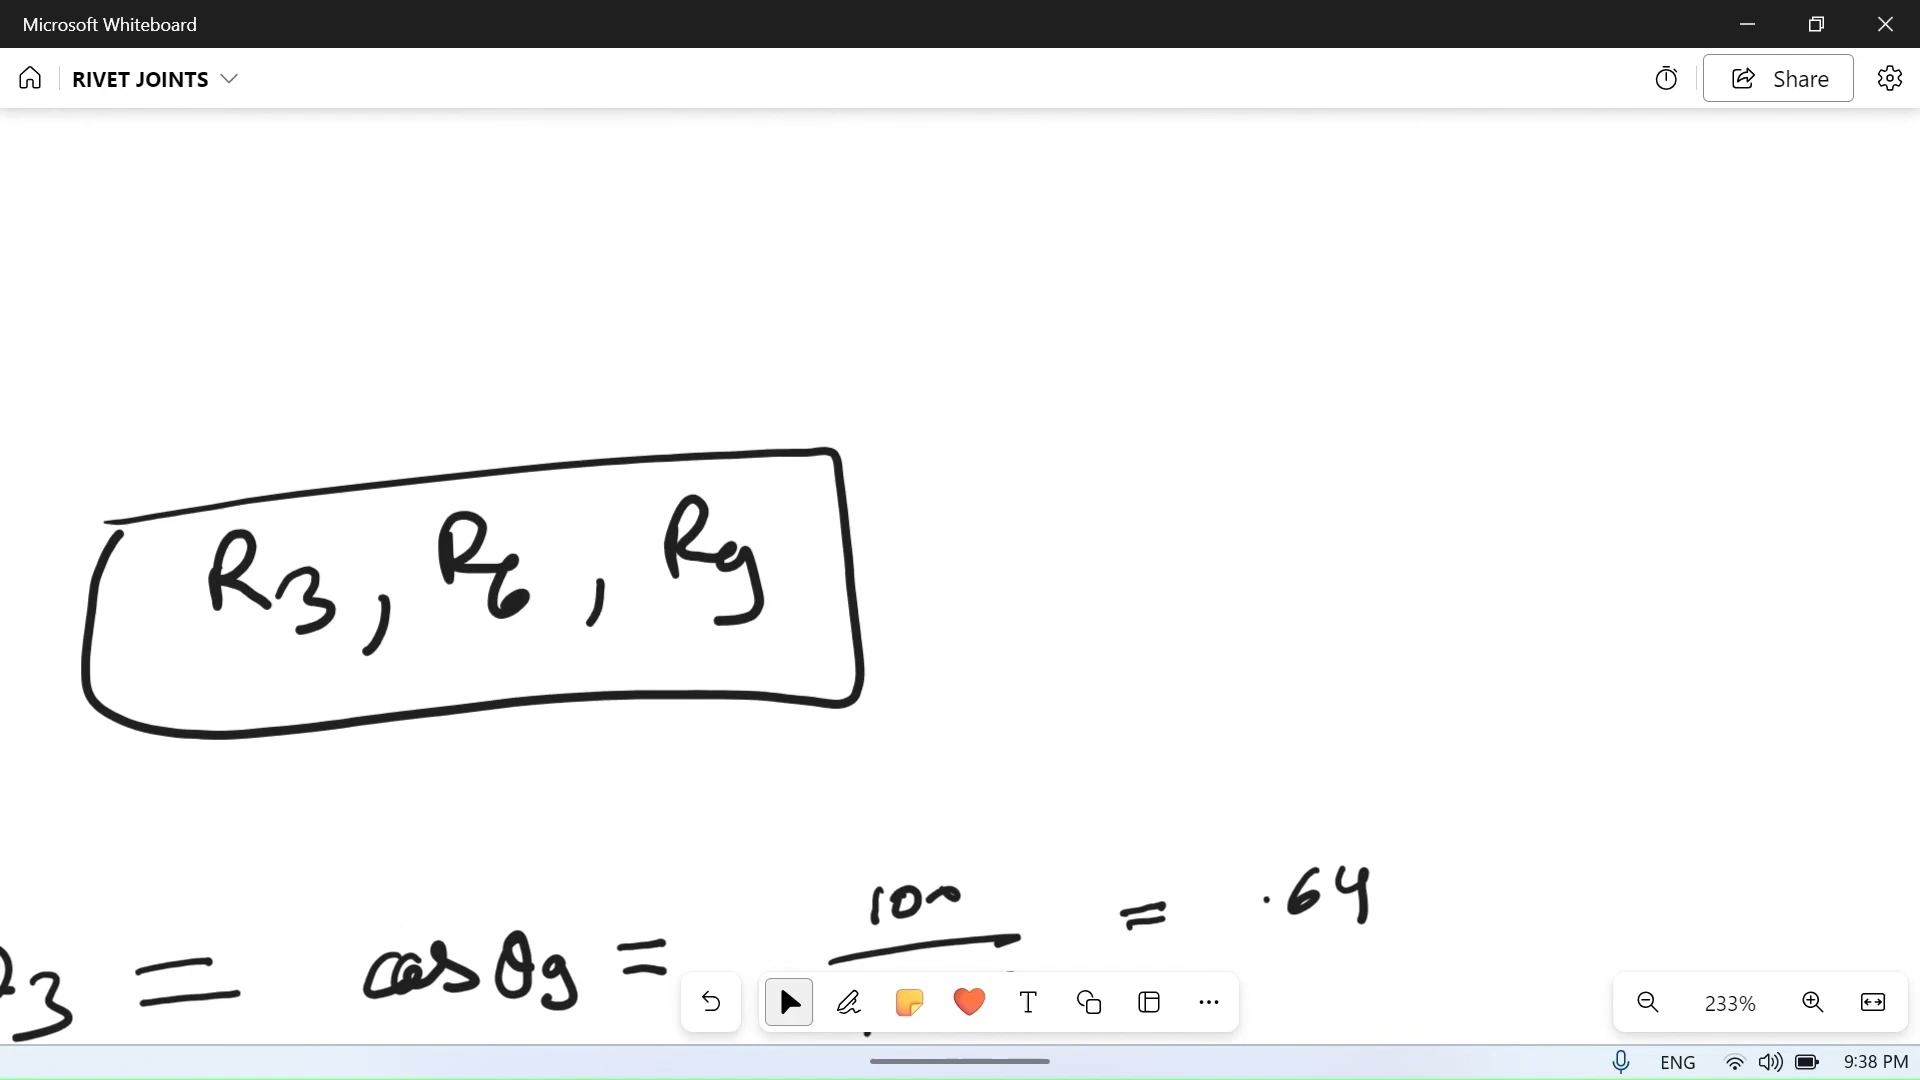 Microsoft Whiteboard
RIVET JOINTS
Share
R3, R6, R9
3 = cos θ9 = 100 = .64
T
233%
ENG
9:38 PM